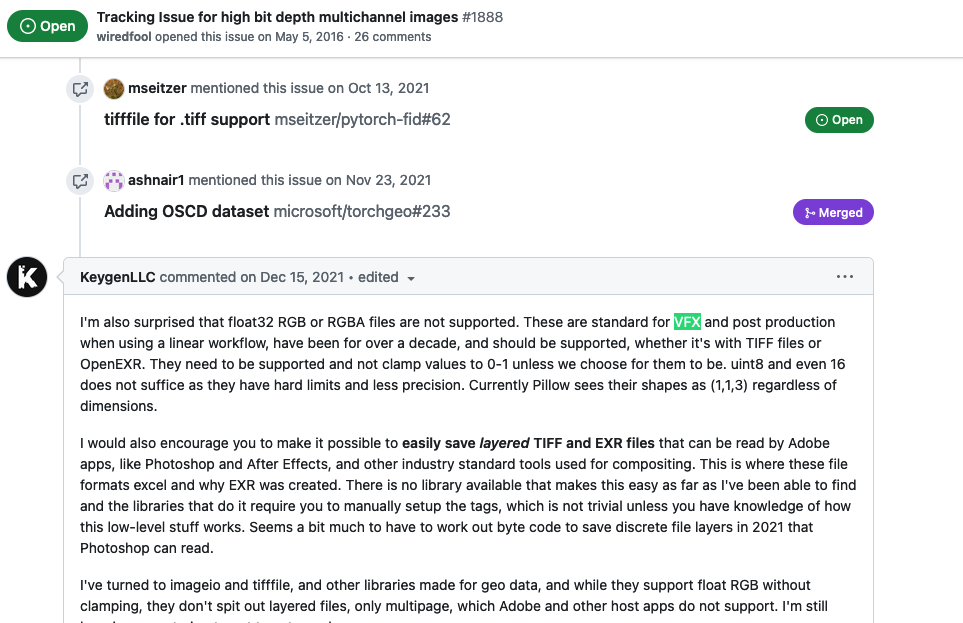 Open
Tracking Issue for high bit depth multichannel images #1888
wiredfool opened this issue on May 5, 2016 · 26 comments
mseitzer mentioned this issue on Oct 13, 2021
tifffile for .tiff support mseitzer/pytorch-fid#62
Open
ashnair1 mentioned this issue on Nov 23, 2021
Adding OSCD dataset microsoft/torchgeo#233
Merged
KeygenLLC commented on Dec 15, 2021 • edited
I'm also surprised that float32 RGB or RGBA files are not supported. These are standard for VFX and post production
when using a linear workflow, have been for over a decade, and should be supported, whether it's with TIFF files or
OpenEXR. They need to be supported and not clamp values to 0-1 unless we choose for them to be. uint8 and even 16
does not suffice as they have hard limits and less precision. Currently Pillow sees their shapes as (1,1,3) regardless of
dimensions.
I would also encourage you to make it possible to easily save layered TIFF and EXR files that can be read by Adobe
apps, like Photoshop and After Effects, and other industry standard tools used for compositing. This is where these file
formats excel and why EXR was created. There is no library available that makes this easy as far as I've been able to find
and the libraries that do it require you to manually setup the tags, which is not trivial unless you have knowledge of how
this low-level stuff works. Seems a bit much to have to work out byte code to save discrete file layers in 2021 that
Photoshop can read.
I've turned to imageio and tifffile, and other libraries made for geo data, and while they support float RGB without
clamping, they don't spit out layered files, only multipage, which Adobe and other host apps do not support. I'm still